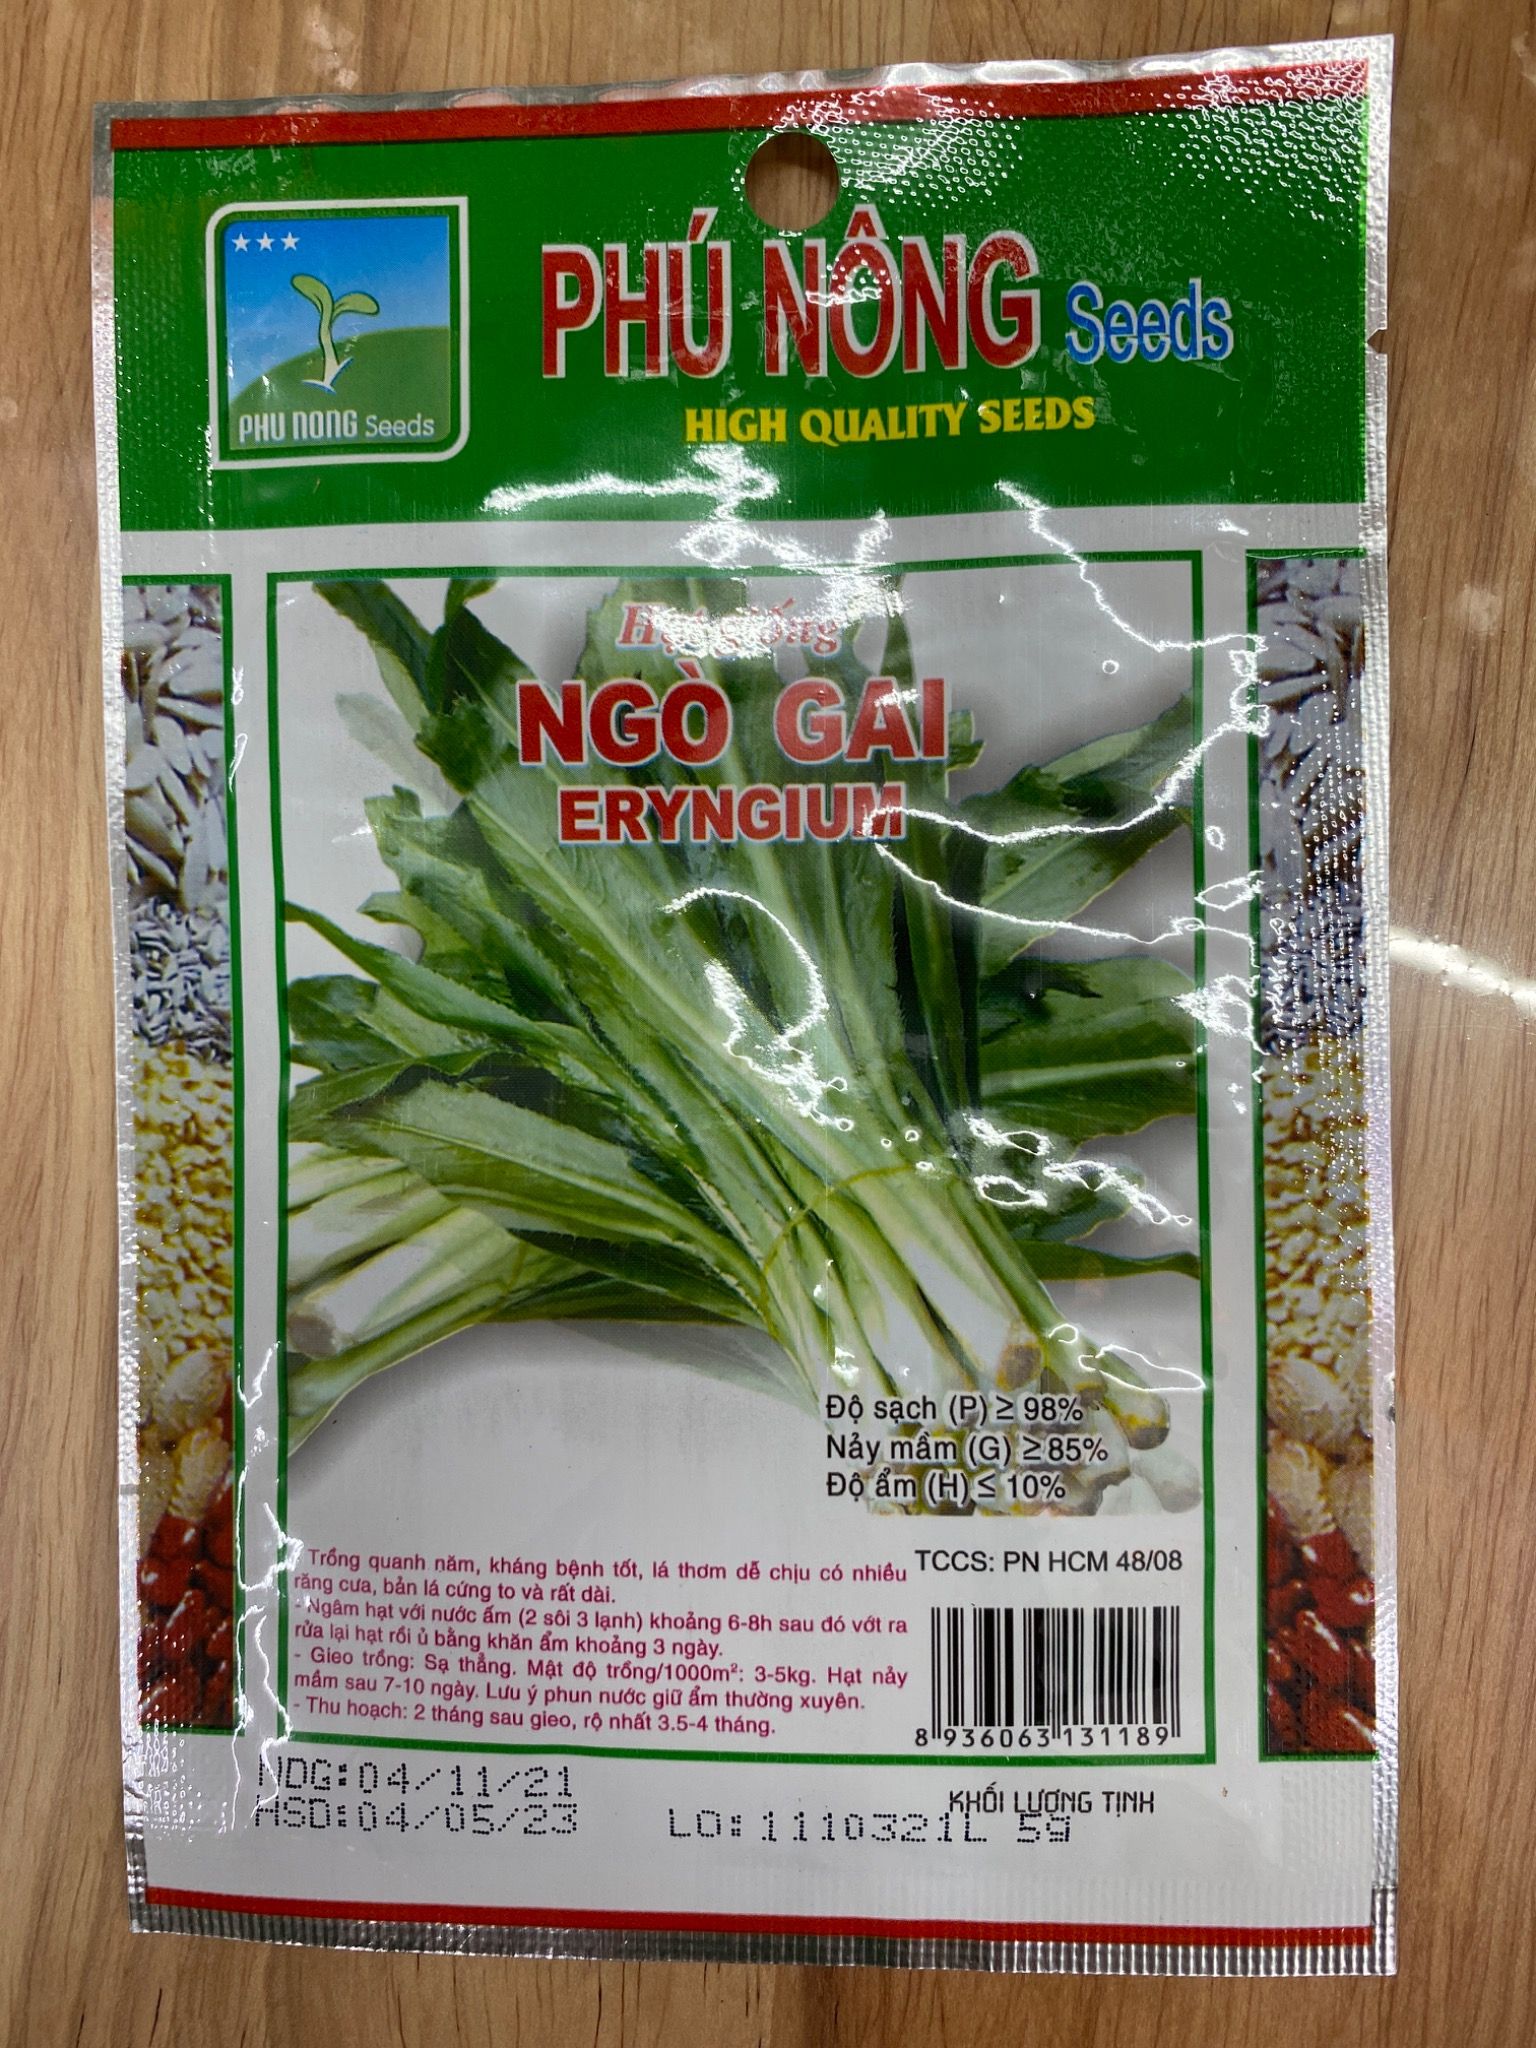 PHÚ NÔNG Seeds
PHU NONG Seeds
HIGH QUALITY SEEDS
Hạt giống
NGÒ GAI
ERYNGIUM
Độ sạch (P) ≥ 98%
Nảy mầm (G) ≥ 85%
Độ ẩm (H) ≤ 10%
- Trồng quanh năm, kháng bệnh tốt, lá thơm dễ chịu có nhiều
răng cưa, bản lá cứng to và rất dài.
- Ngâm hạt với nước ấm (2 sôi 3 lạnh) khoảng 6-8h sau đó vớt ra
rửa lại hạt rồi ủ bằng khăn ẩm khoảng 3 ngày.
- Gieo trồng: Sạ thẳng. Mật độ trồng/1000m²: 3-5kg. Hạt nảy
mầm sau 7-10 ngày. Lưu ý phun nước giữ ẩm thường xuyên.
- Thu hoạch: 2 tháng sau gieo, rộ nhất 3.5-4 tháng.
TCCS: PN HCM 48/08
8 936063 131189
NDG:04/11/21
HSD:04/05/23
LO:1110321L 5g
KHỐI LƯỢNG TỊNH